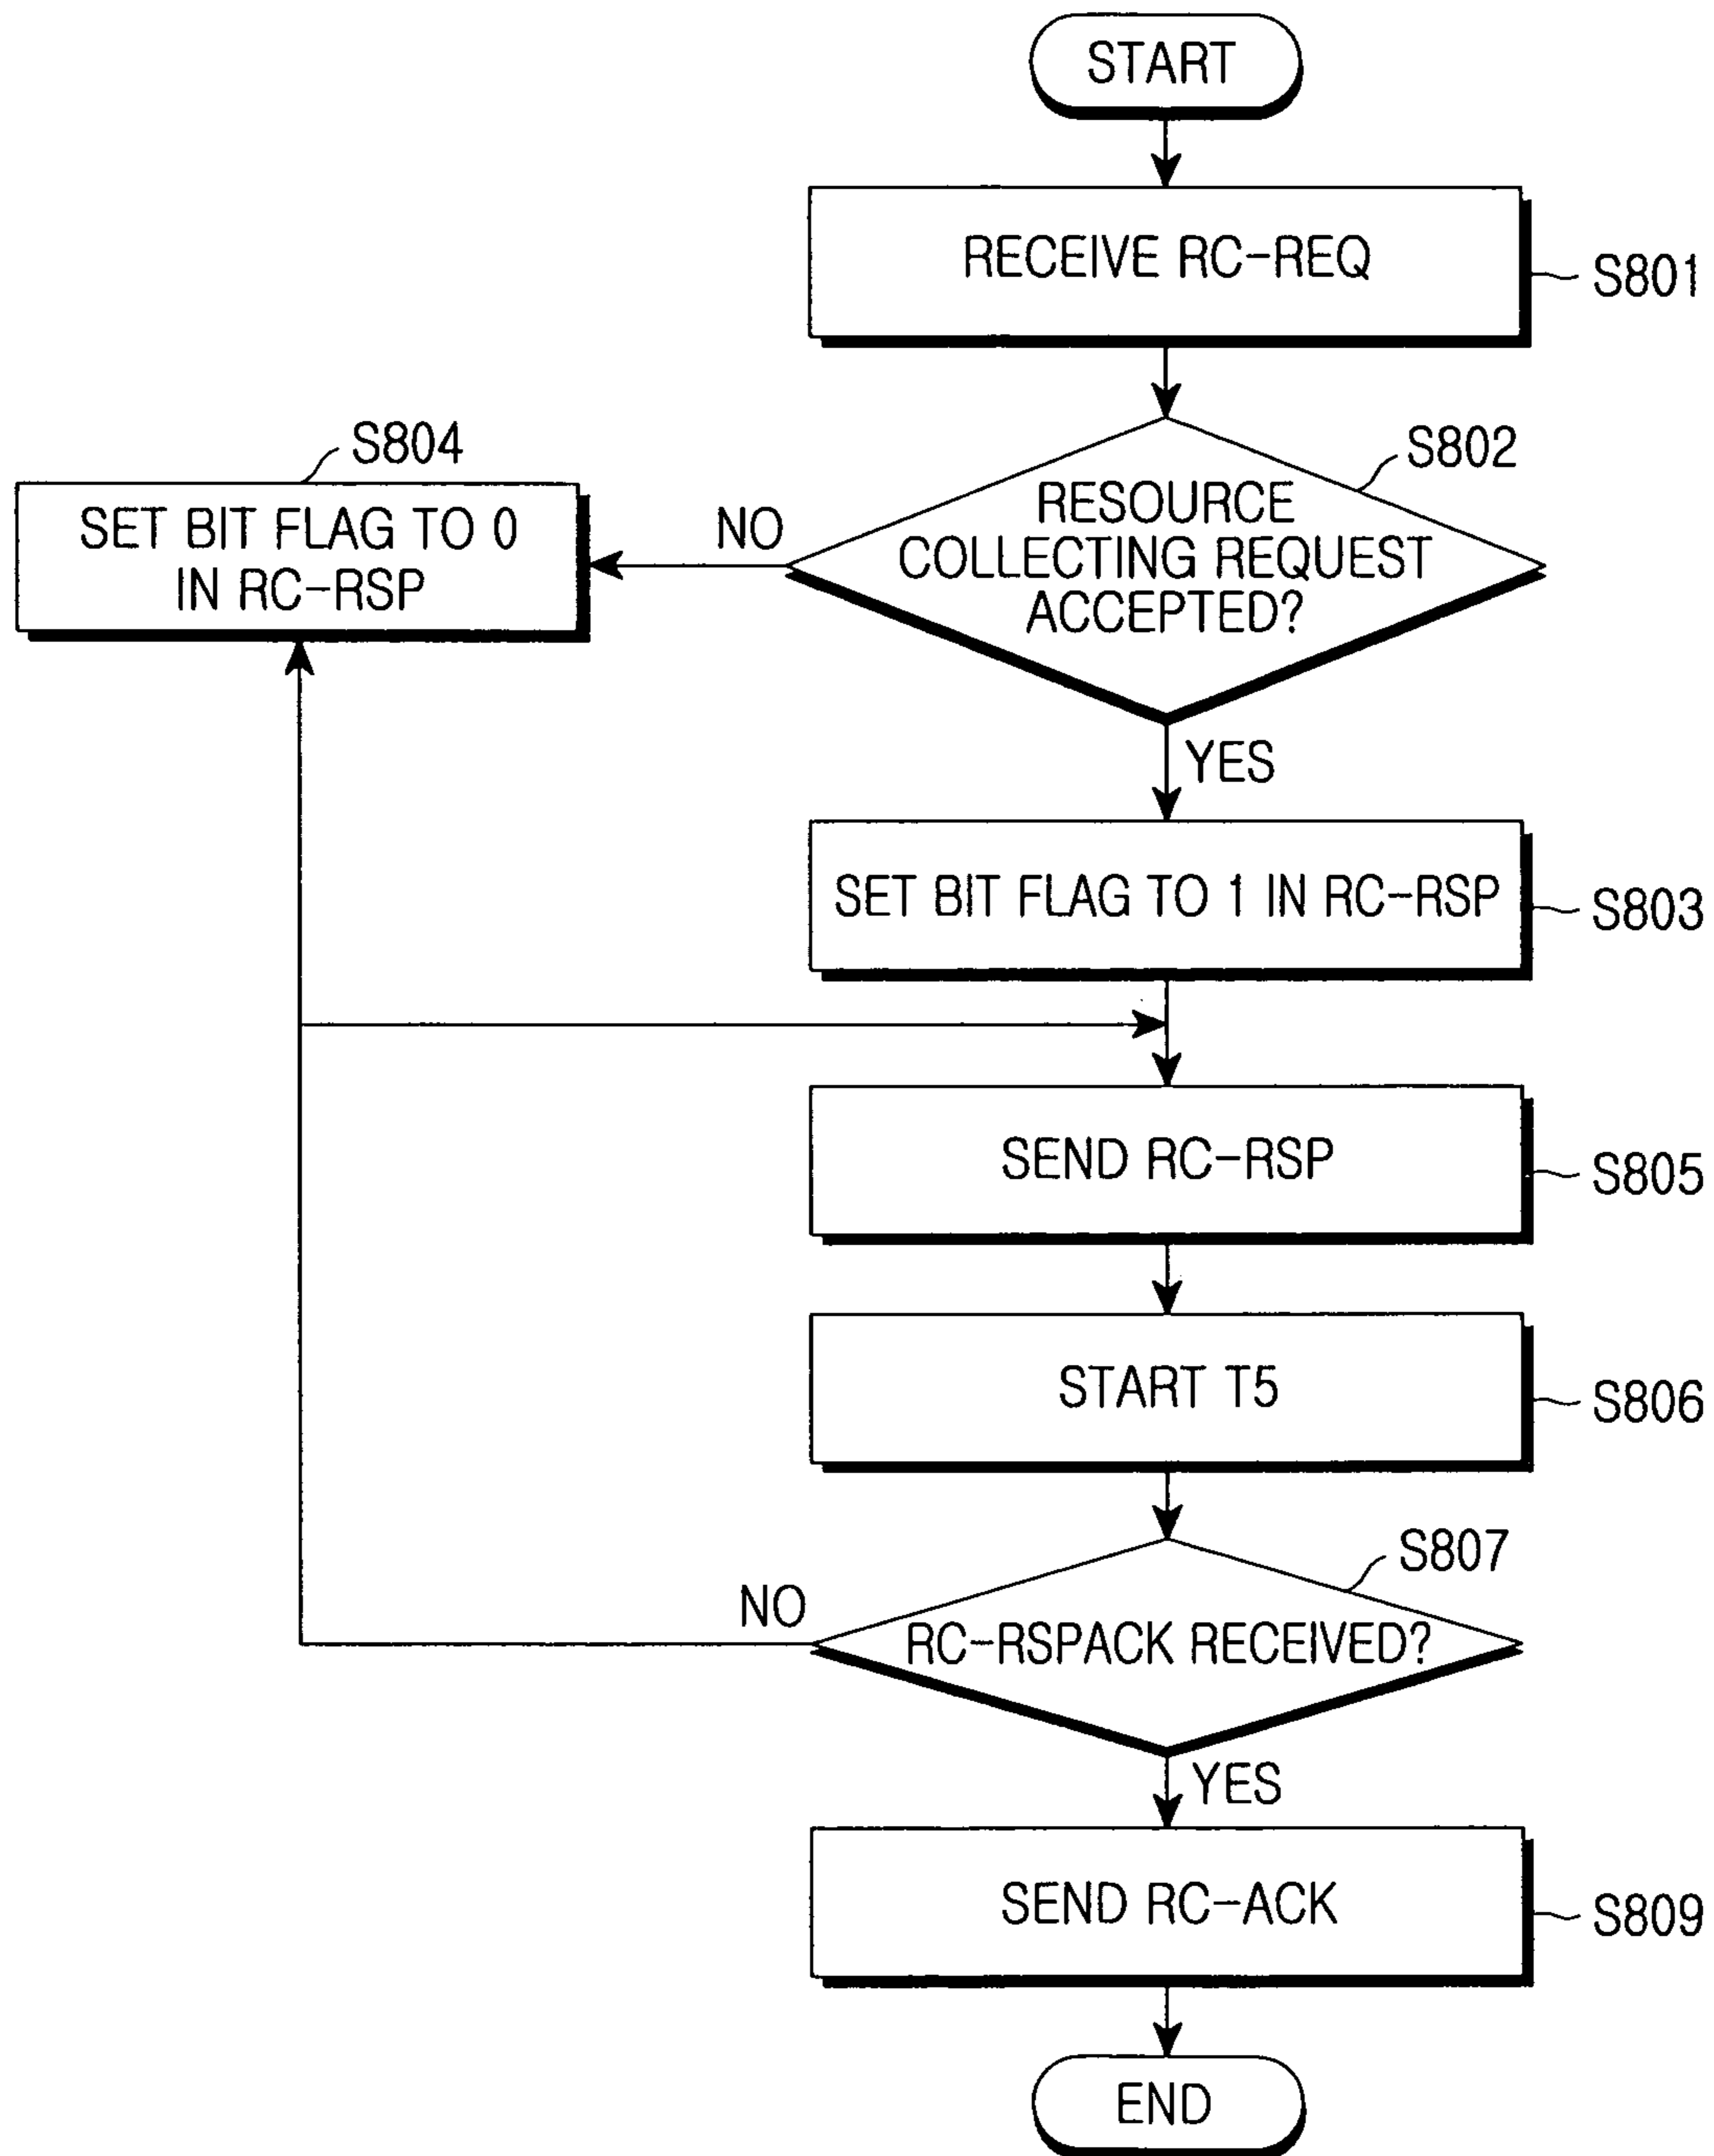 START
RECEIVE RC-REQ
S801
S804
SET BIT FLAG TO 0
IN RC-RSP
NO
S802
RESOURCE
COLLECTING REQUEST
ACCEPTED?
YES
SET BIT FLAG TO 1 IN RC-RSP
S803
SEND RC-RSP
S805
START T5
S806
S807
NO
RC-RSPACK RECEIVED?
YES
SEND RC-ACK
S809
END